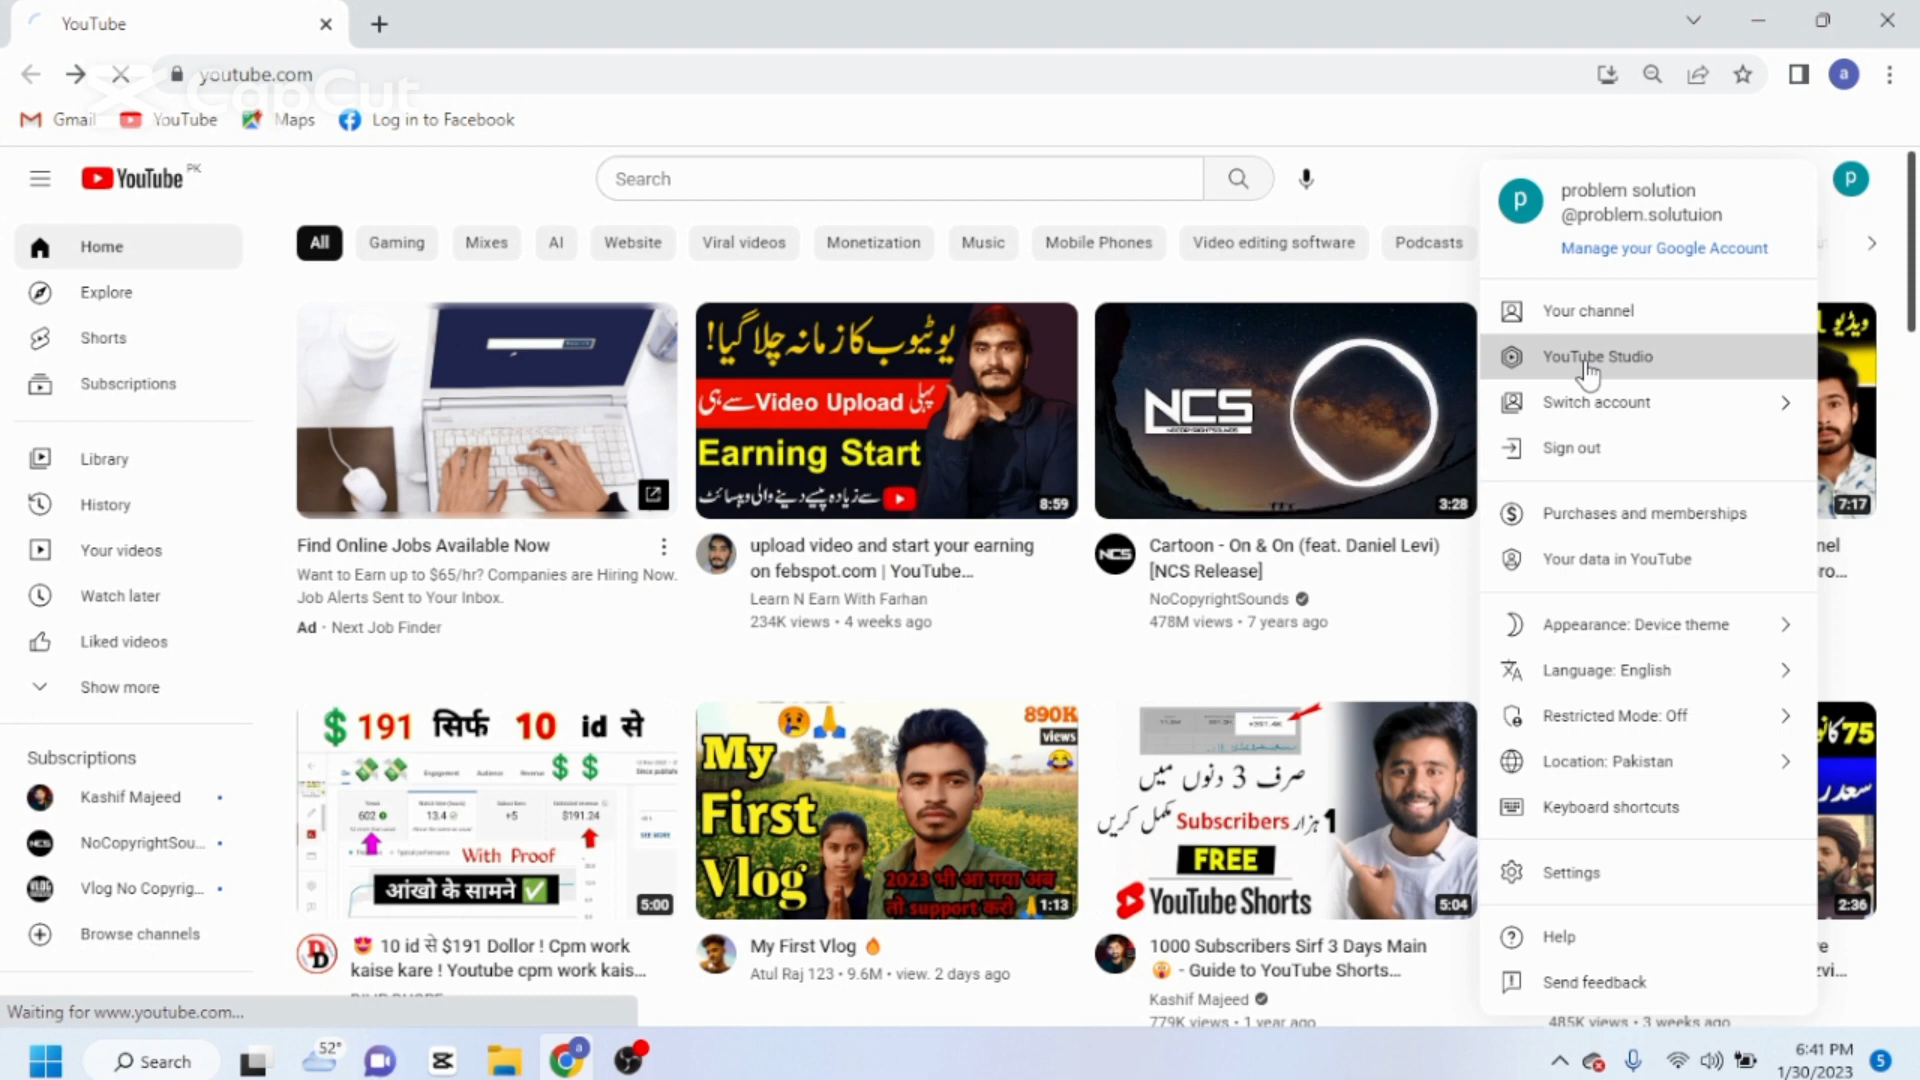 YouTube
youtube.com
CapCut
Gmail
YouTube
Maps
Log in to Facebook
YouTube PK
Search
problem solution
@problem.solutuion
Manage your Google Account
P
P
a
Home
Explore
Shorts
Subscriptions
Library
History
Your videos
Watch later
Liked videos
Show more
Subscriptions
Kashif Majeed
NoCopyrightSou...
Vlog No Copyrig...
Browse channels
All
Gaming
Mixes
AI
Website
Viral videos
Monetization
Music
Mobile Phones
Video editing software
Podcasts
Find Online Jobs Available Now
Want to Earn up to $65/hr? Companies are Hiring Now.
Job Alerts Sent to Your Inbox.
Ad · Next Job Finder
یوٹیوب کا زمانہ چلا گیا!
پہلی Video Upload سے ہی
Earning Start
سے زیادہ پیسے دینے والی ویبسائٹ
8:59
upload video and start your earning
on febspot.com | YouTube...
Learn N Earn With Farhan
234K views • 4 weeks ago
NCS
NOCOPYRIGHTSOUNDS
3:28
NCS
Cartoon - On & On (feat. Daniel Levi)
[NCS Release]
NoCopyrightSounds
478M views • 7 years ago
ویڈیو
7:17
nel
ro...
$ 191 सिर्फ 10 id से
Engagement
Audience
Revenue
602
13.4
+5
$191.24
SEE MORE
With Proof
आंखो के सामने
5:00
10 id से $191 Dollor ! Cpm work
kaise kare ! Youtube cpm work kais...
My
First
Vlog
890K
views
2023 भी आ गया अब
तो support करो
1:13
My First Vlog
Atul Raj 123 • 9.6M • view. 2 days ago
صرف 3 دنوں میں
1 ہزار Subscribers مکمل کریں
FREE
YouTube Shorts
5:04
1000 Subscribers Sirf 3 Days Main
- Guide to YouTube Shorts...
Kashif Majeed
779K views • 1 year ago
75
2:36
e
zvi...
485K views • 3 weeks ago
Your channel
YouTube Studio
Switch account
Sign out
Purchases and memberships
Your data in YouTube
Appearance: Device theme
Language: English
Restricted Mode: Off
Location: Pakistan
Keyboard shortcuts
Settings
Help
Send feedback
Waiting for www.youtube.com...
Search
52°
a
6:41 PM
1/30/2023
5